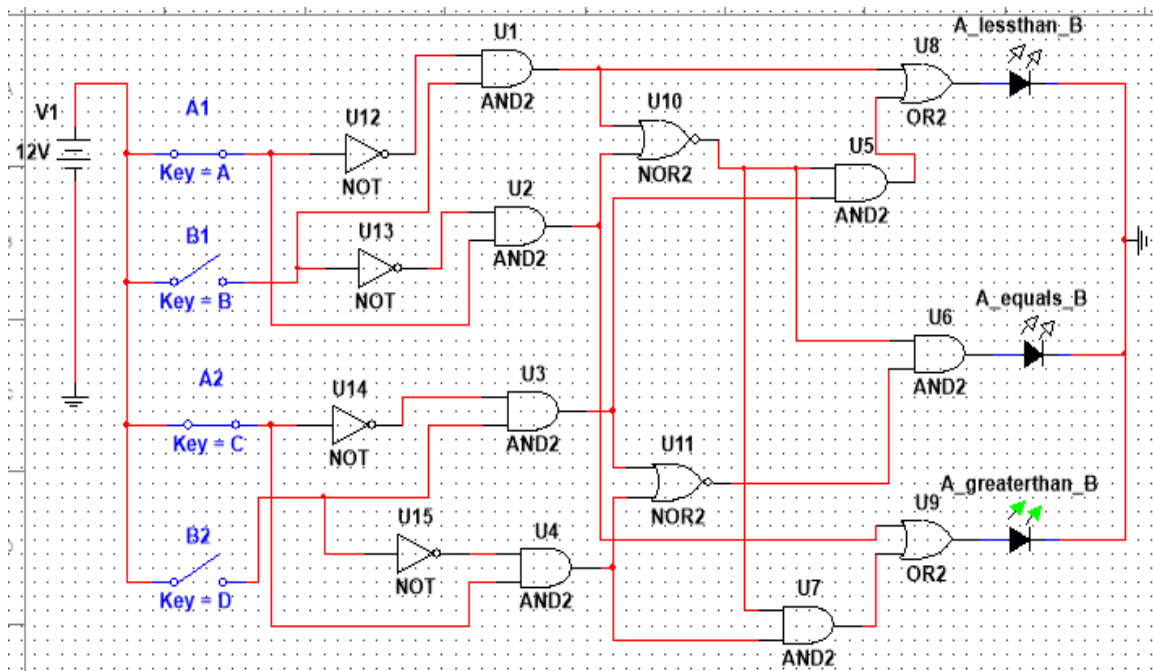 A_lessthan_B
U1
U8
V1
A1
U12
AND2
U10
OR2
12V
U5
Key = A
NOT
U2
NOR2
AND2
B1
U13
AND2
Key = B
NOT
A_equals_B
U6
A2
U14
U3
AND2
Key = C
NOT
AND2
U11
A_greaterthan_B
B2
U15
U4
NOR2
U9
Key = D
NOT
AND2
OR2
U7
AND2